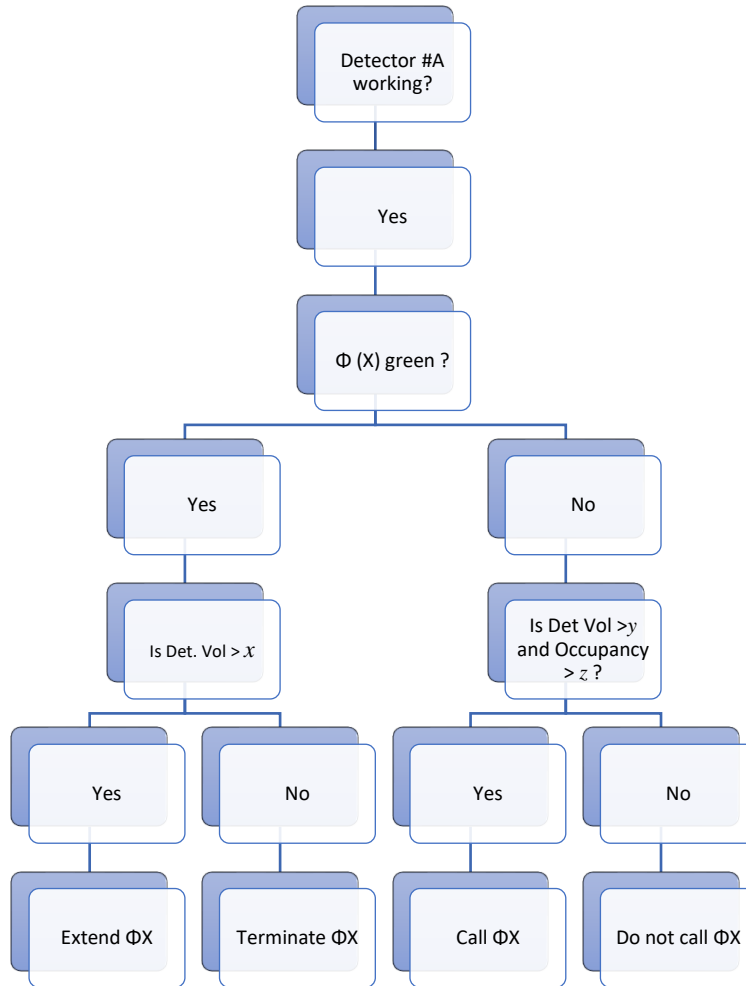 Detector #A
working?
Yes
Φ (X) green ?
Yes
No
Is Det. Vol > x
Is Det Vol >y
and Occupancy
> z ?
Yes
No
Yes
No
Extend ΦX
Terminate ΦX
Call ΦX
Do not call ΦX